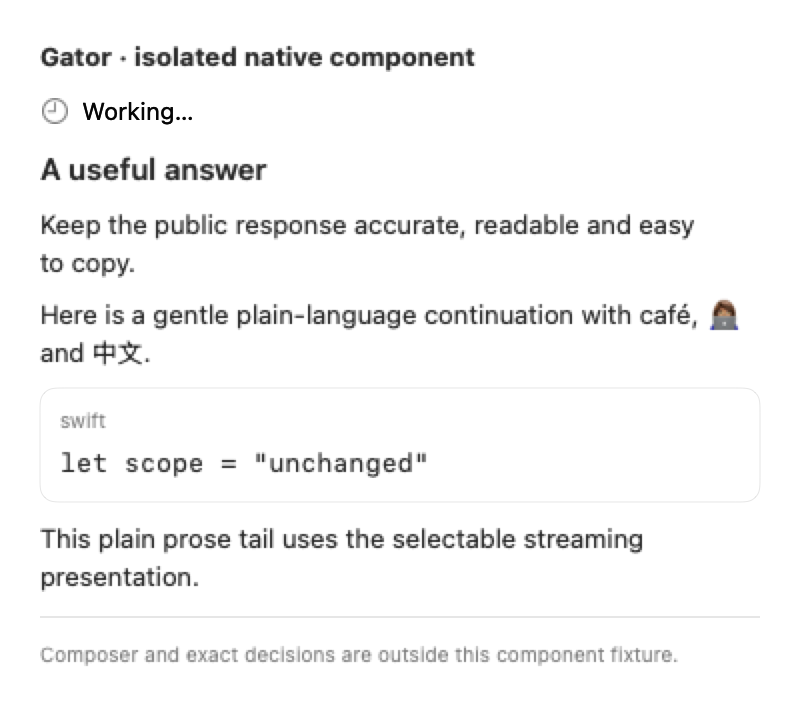 Gator · isolated native component
Working...
A useful answer
Keep the public response accurate, readable and easy
to copy.
Here is a gentle plain-language continuation with café, 👩🏽‍💻
and 中文.
swift
let scope = "unchanged"
This plain prose tail uses the selectable streaming
presentation.
Composer and exact decisions are outside this component fixture.